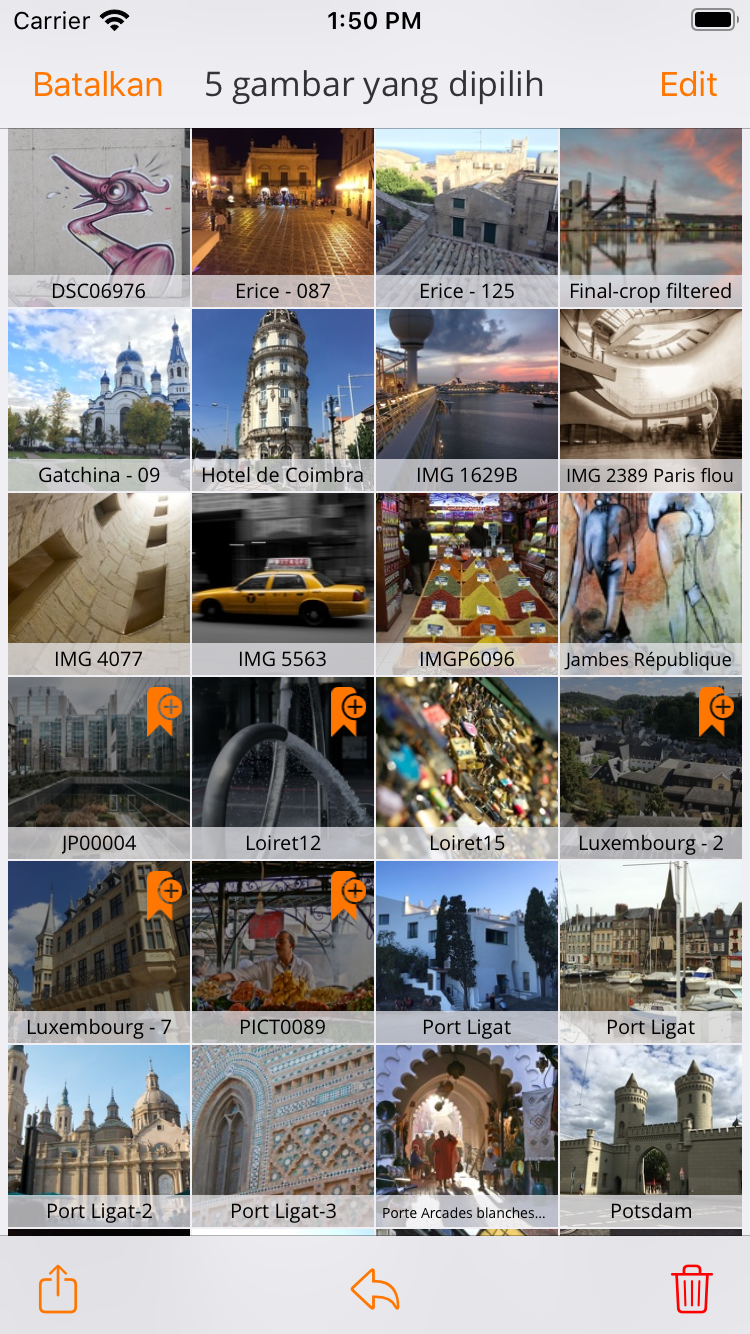 Carrier
1:50 PM
Batalkan
5 gambar yang dipilih
Edit
DSC06976
Erice - 087
Erice - 125
Final-crop filtered
Gatchina - 09
Hotel de Coimbra
IMG 1629B
IMG 2389 Paris flou
IMG 4077
IMG 5563
IMGP6096
Jambes République
JP00004
Loiret12
Loiret15
Luxembourg - 2
Luxembourg - 7
PICT0089
Port Ligat
Port Ligat
Port Ligat-2
Port Ligat-3
Porte Arcades blanches...
Potsdam